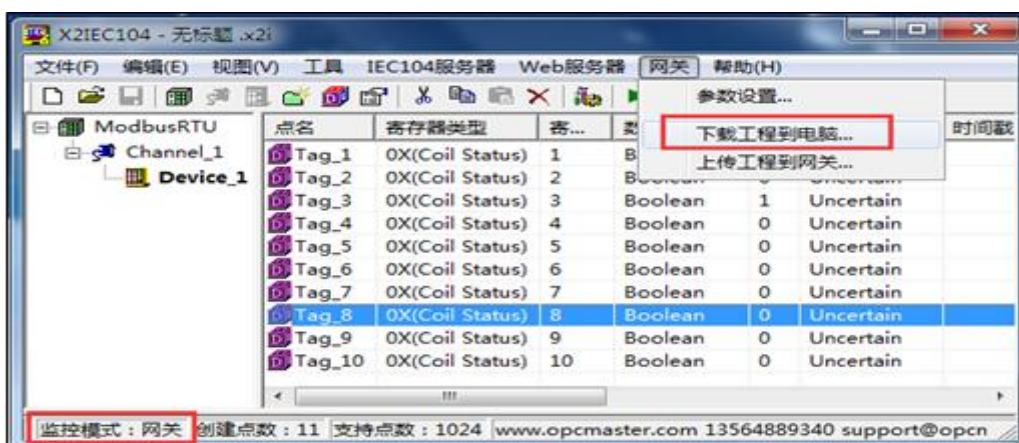 X2IEC104 - 无标题 .x2i
文件(F) 编辑(E) 视图(V) 工具 IEC104服务器 Web服务器 网关 帮助(H)
参数设置...
下载工程到电脑...
上传工程到网关...
ModbusRTU
Channel_1
Device_1
点名 寄存器类型 寄... 时间戳
Tag_1 0X(Coil Status) 1
Tag_2 0X(Coil Status) 2
Tag_3 0X(Coil Status) 3 Boolean 1 Uncertain
Tag_4 0X(Coil Status) 4 Boolean 0 Uncertain
Tag_5 0X(Coil Status) 5 Boolean 0 Uncertain
Tag_6 0X(Coil Status) 6 Boolean 0 Uncertain
Tag_7 0X(Coil Status) 7 Boolean 0 Uncertain
Tag_8 0X(Coil Status) 8 Boolean 0 Uncertain
Tag_9 0X(Coil Status) 9 Boolean 0 Uncertain
Tag_10 0X(Coil Status) 10 Boolean 0 Uncertain
监控模式：网关 创建点数：11 支持点数：1024 www.opcmaster.com 13564889340 support@opcn